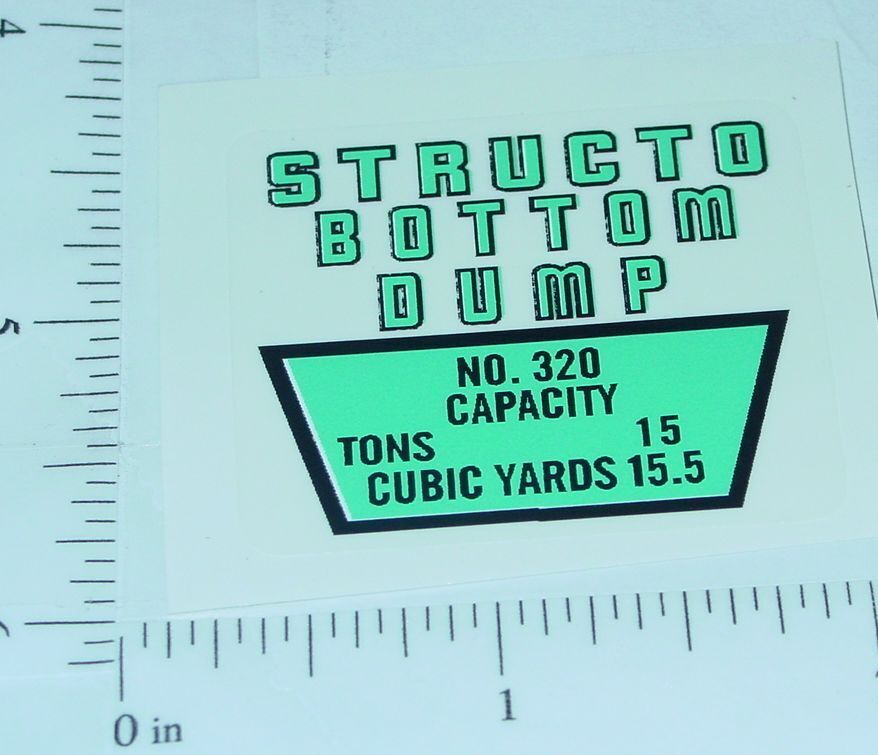 STRUCTO
BOTTOM
DUMP
NO. 320
CAPACITY
TONS 15
CUBIC YARDS 15.5
4
5
0 in
1